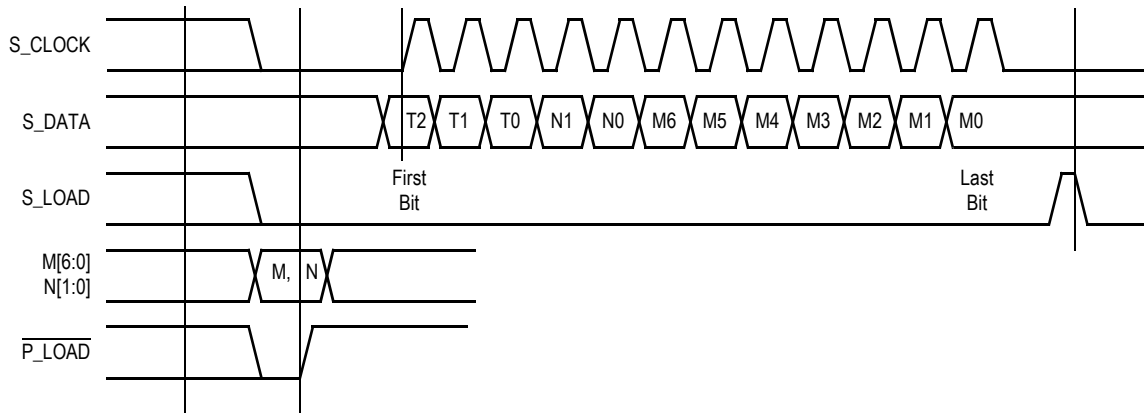 S_CLOCK
S_DATA
T2 T1 T0 N1 N0 M6 M5 M4 M3 M2 M1 M0
S_LOAD
First
Bit
Last
Bit
M[6:0]
N[1:0]
M, N
P_LOAD